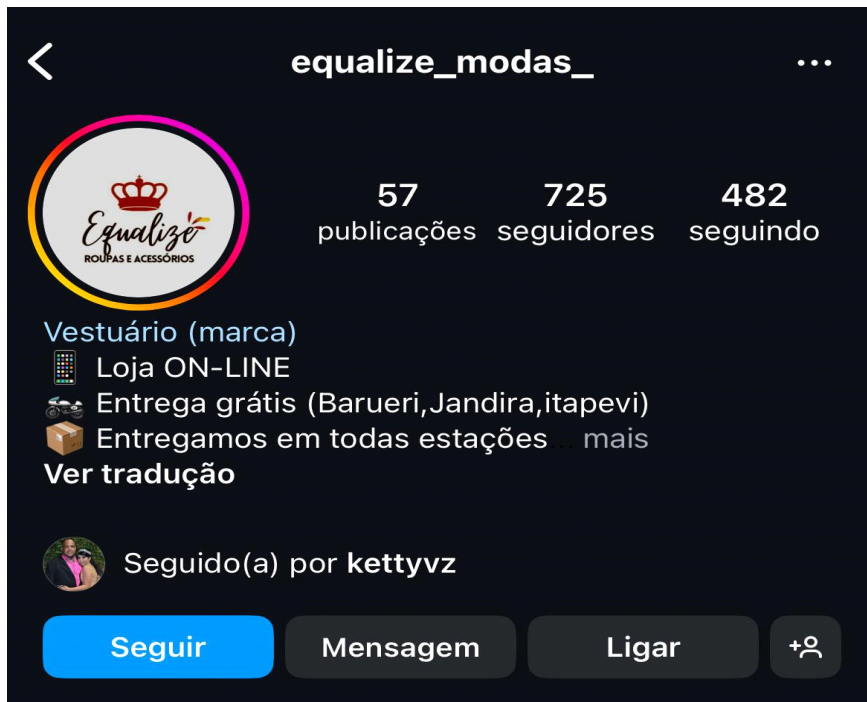 equalize_modas_
57
725
482
publicações
seguidores
seguindo
Equalize
ROUPAS E ACESSÓRIOS
Vestuário (marca)
Loja ON-LINE
Entrega grátis (Barueri,Jandira,itapevi)
Entregamos em todas estações... mais
Ver tradução
Seguido(a) por kettyvz
Seguir
Mensagem
Ligar